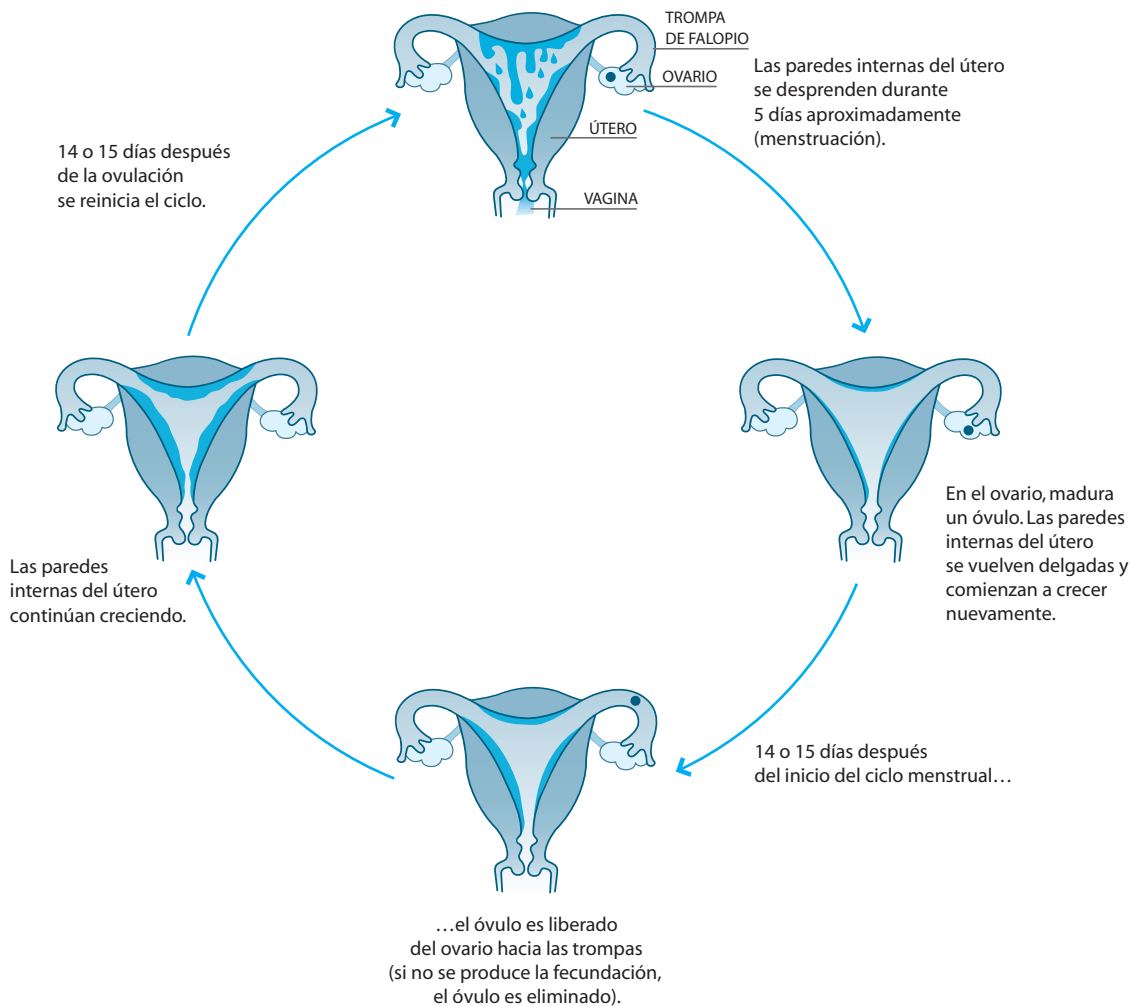 TROMPA
DE FALOPIO
OVARIO
ÚTERO
VAGINA
Las paredes internas del útero
se desprenden durante
5 días aproximadamente
(menstruación).
14 o 15 días después
de la ovulación
se reinicia el ciclo.
En el ovario, madura
un óvulo. Las paredes
internas del útero
se vuelven delgadas y
comienzan a crecer
nuevamente.
Las paredes
internas del útero
continúan creciendo.
14 o 15 días después
del inicio del ciclo menstrual…
…el óvulo es liberado
del ovario hacia las trompas
(si no se produce la fecundación,
el óvulo es eliminado).